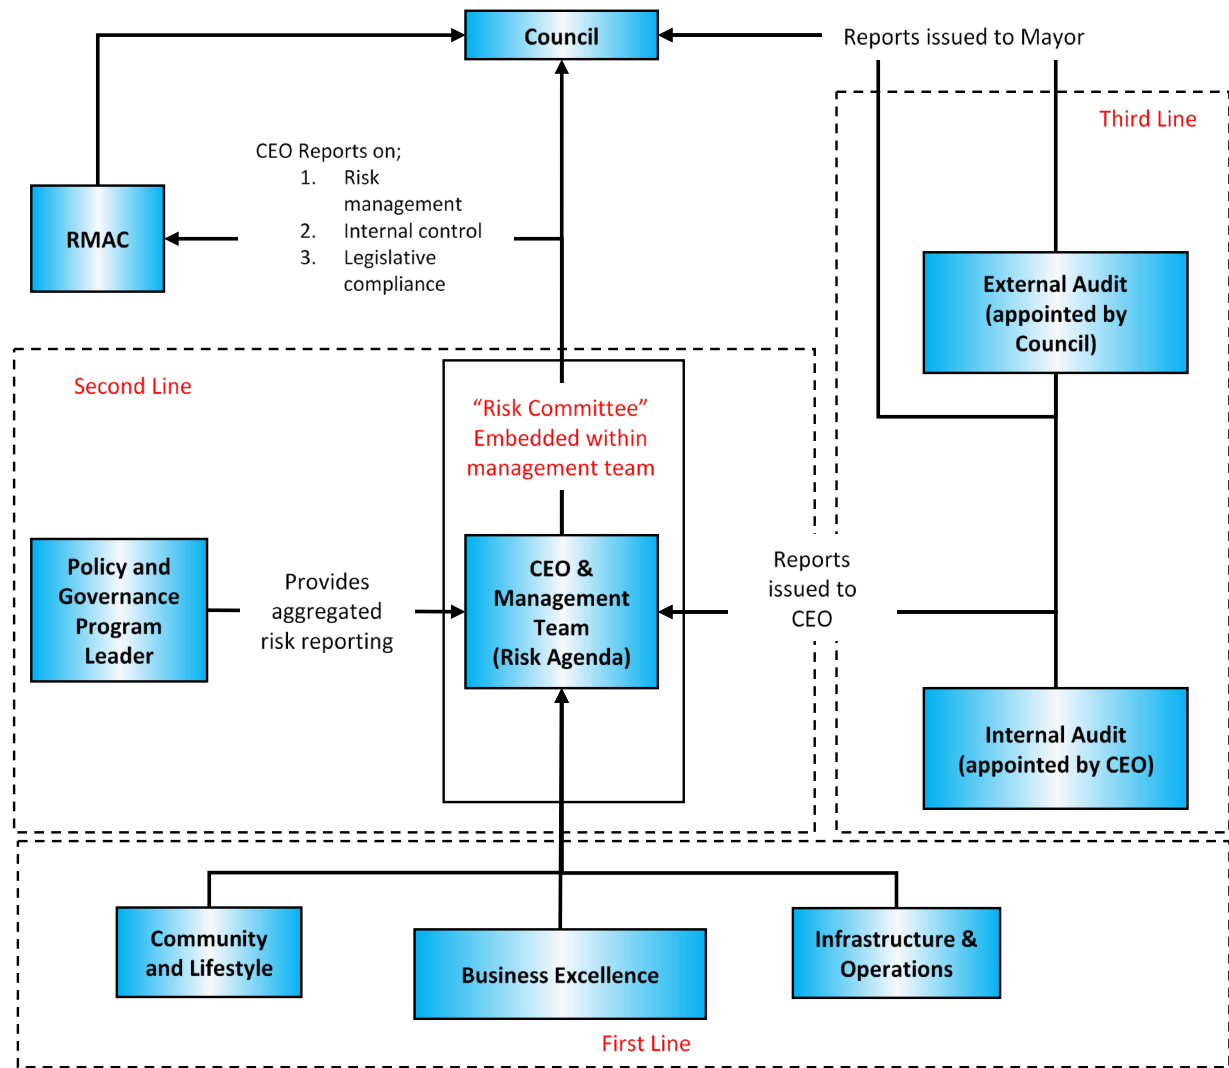 Council
Reports issued to Mayor
Third Line
CEO Reports on;
1. Risk
management
2. Internal control
3. Legislative
compliance
RMAC
External Audit
(appointed by
Council)
Second Line
“Risk Committee”
Embedded within
management team
Policy and
Governance
Program
Leader
Provides
aggregated
risk reporting
CEO &
Management
Team
(Risk Agenda)
Reports
issued to
CEO
Internal Audit
(appointed by CEO)
Community
and Lifestyle
Business Excellence
Infrastructure &
Operations
First Line